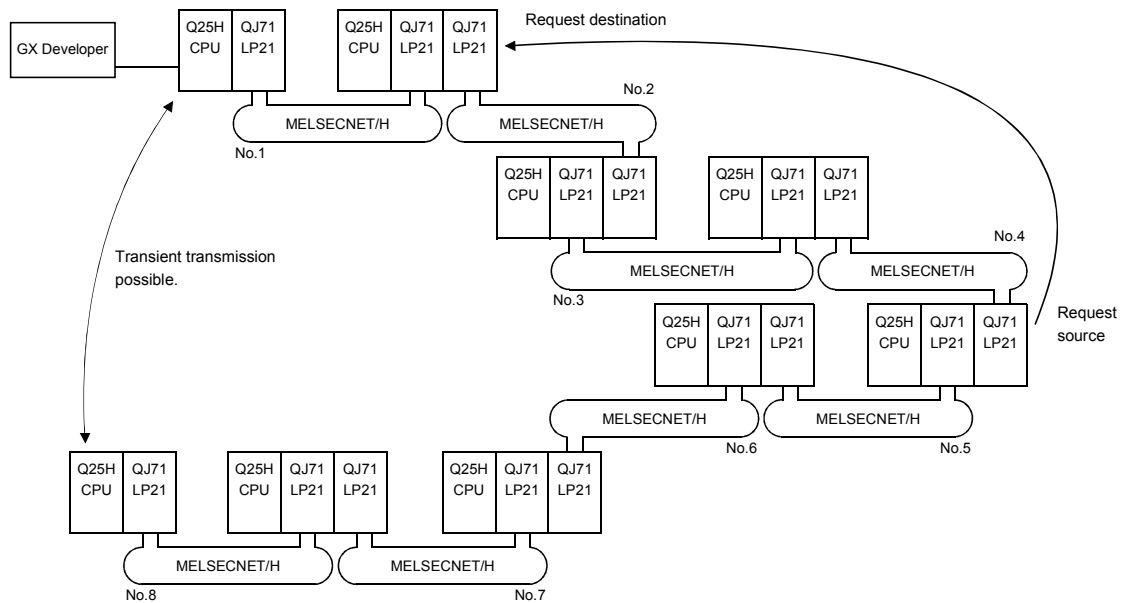 Request destination
GX Developer
Q25H CPU
QJ71 LP21
Q25H CPU
QJ71 LP21
QJ71 LP21
No.2
MELSECNET/H
MELSECNET/H
No.1
Q25H CPU
QJ71 LP21
QJ71 LP21
Q25H CPU
QJ71 LP21
QJ71 LP21
No.4
Transient transmission
possible.
MELSECNET/H
MELSECNET/H
No.3
Q25H CPU
QJ71 LP21
QJ71 LP21
Q25H CPU
QJ71 LP21
QJ71 LP21
Request
source
MELSECNET/H
MELSECNET/H
No.6
No.5
Q25H CPU
QJ71 LP21
Q25H CPU
QJ71 LP21
QJ71 LP21
Q25H CPU
QJ71 LP21
QJ71 LP21
MELSECNET/H
MELSECNET/H
No.8
No.7